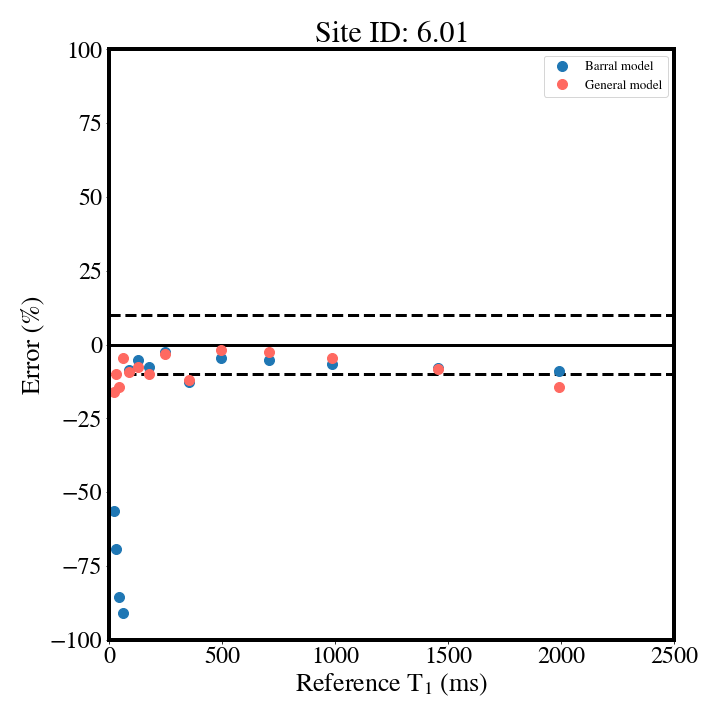 Site ID: 6.01
Barral model
General model
100
75
50
25
0
−25
−50
−75
−100
Error (%)
0 500 1000 1500 2000 2500
Reference T₁ (ms)